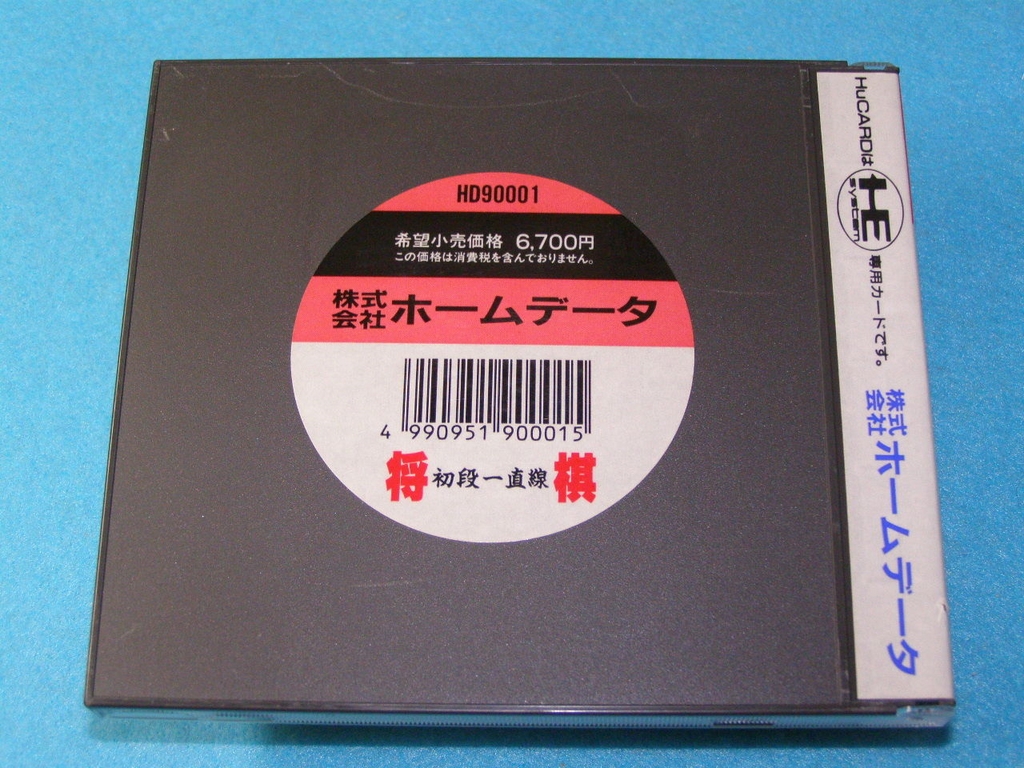 HD90001
希望小売価格 6,700円
この価格は消費税を含んでおりません。
株式会社 ホームデータ
4 990951 900015
将 初段一直線 棋
HuCARDは HE system 専用カードです。 株式会社 ホームデータ